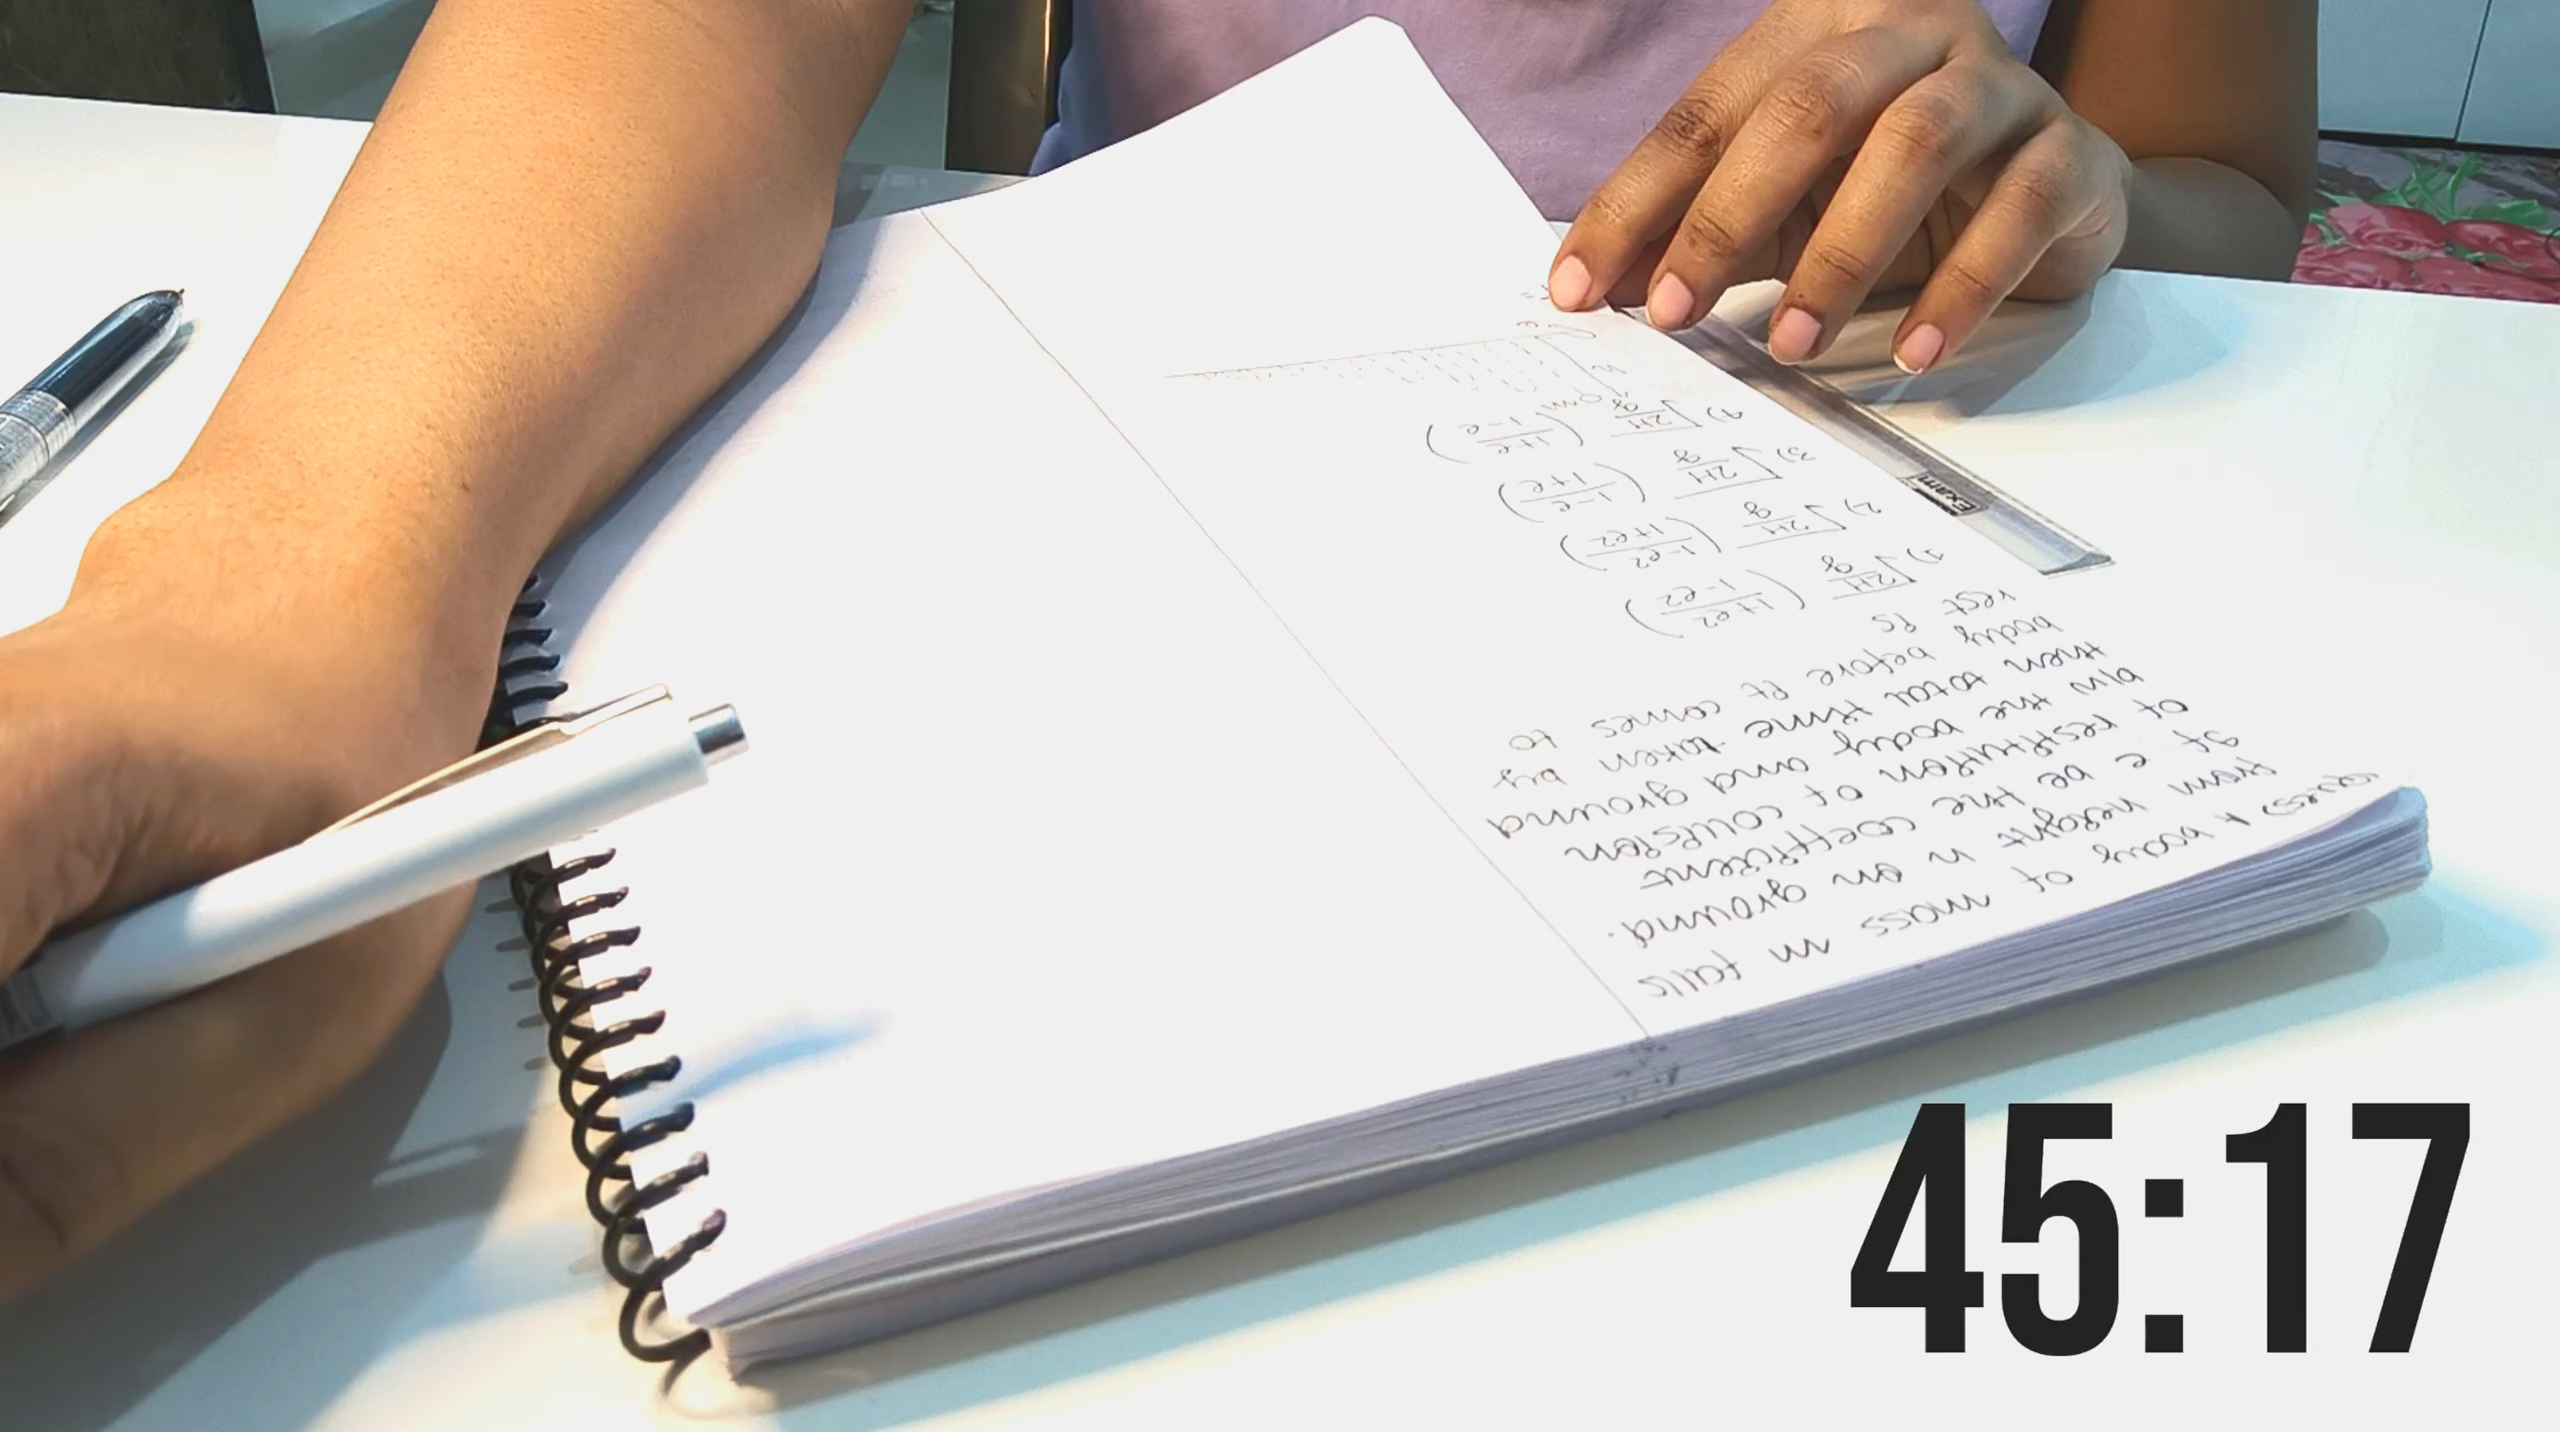 Ques) A body of mass m falls
from height h on ground.
If e be the coefficient
of restitution of collision
b/w the body and ground
then total time taken by
body before it comes to
rest is
1) √2H/g (1+e2/1-e2)
2) √2H/g (1-e2/1+e2)
3) √2H/g (1-e/1+e)
4) √2H/g (1+e/1-e)
Om
h
e
Exam
45:17